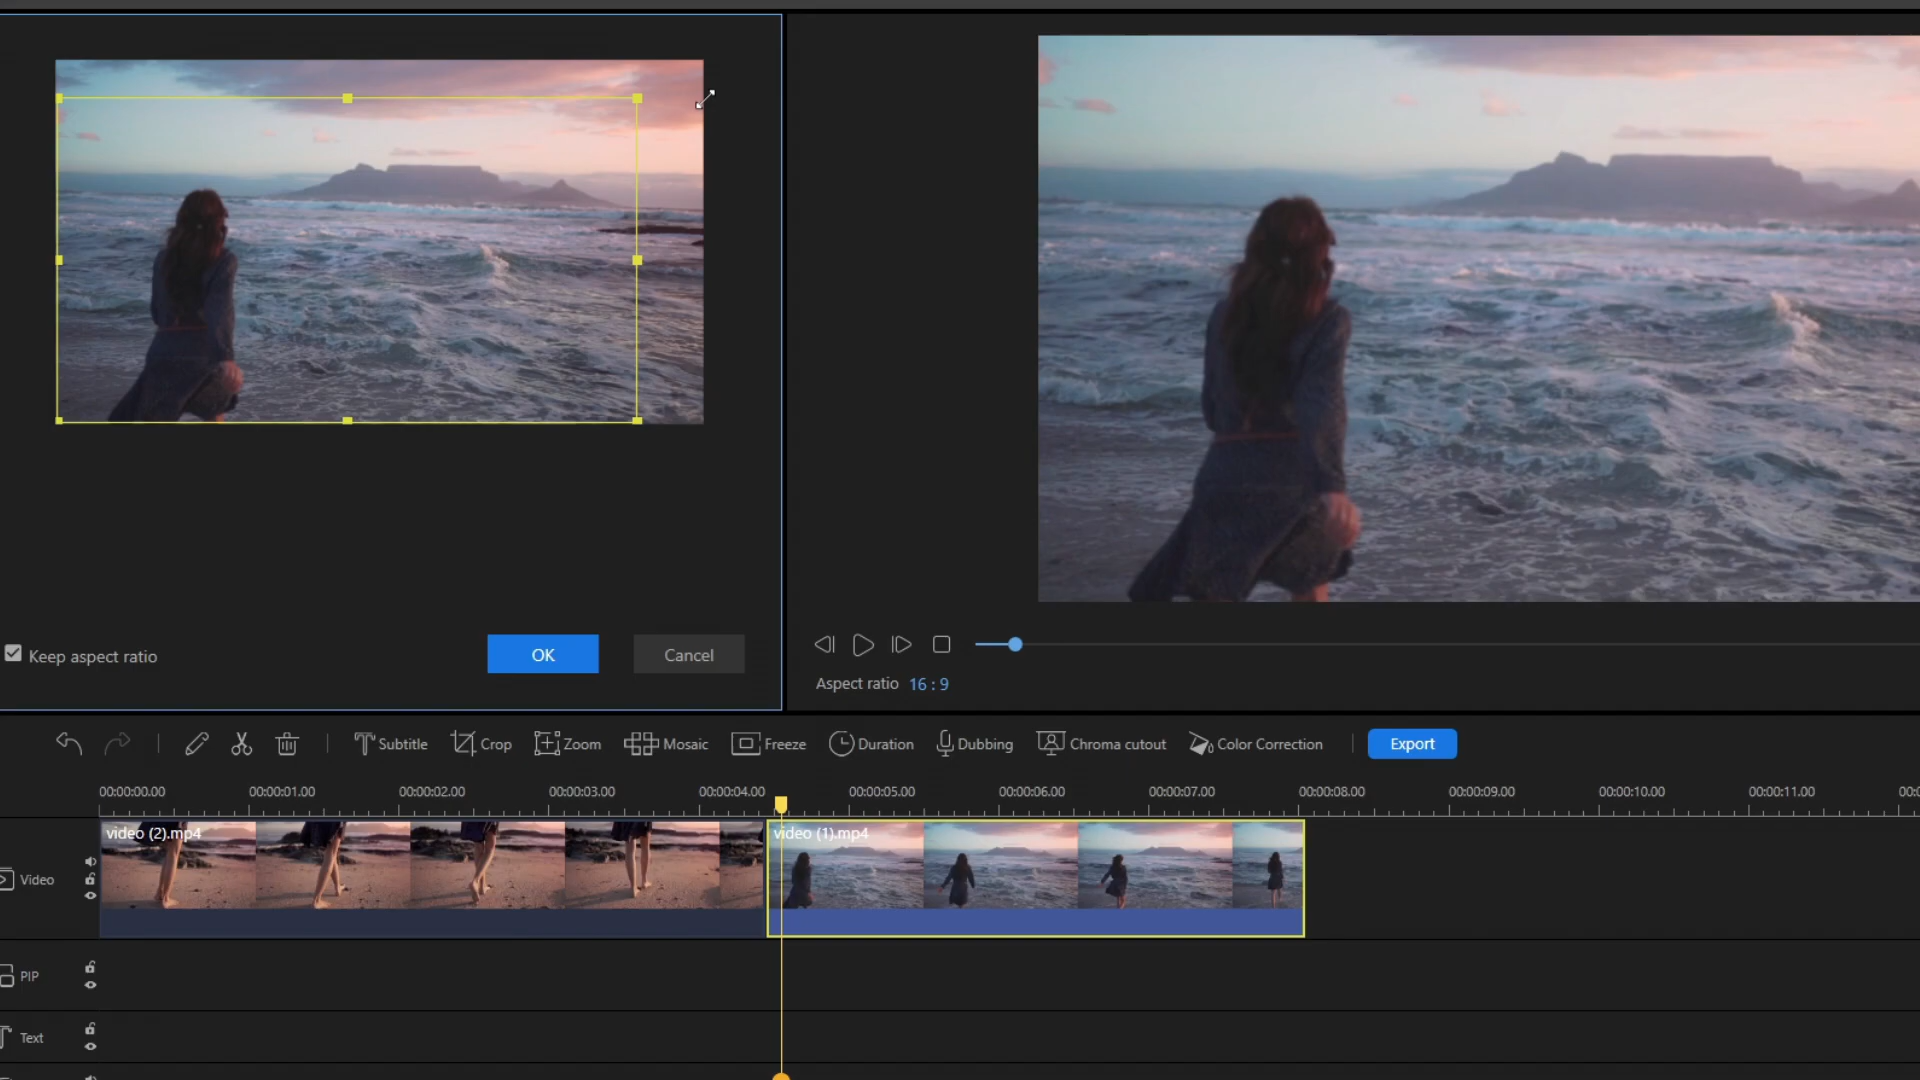 Keep aspect ratio
OK
Cancel
Aspect ratio 16 : 9
Subtitle Crop Zoom Mosaic Freeze Duration Dubbing Chroma cutout Color Correction Export
00:00:00.00 00:00:01.00 00:00:02.00 00:00:03.00 00:00:04.00 00:00:05.00 00:00:06.00 00:00:07.00 00:00:08.00 00:00:09.00 00:00:10.00 00:00:11.00 00:0
video (2).mp4 video (1).mp4
Video
PIP
Text